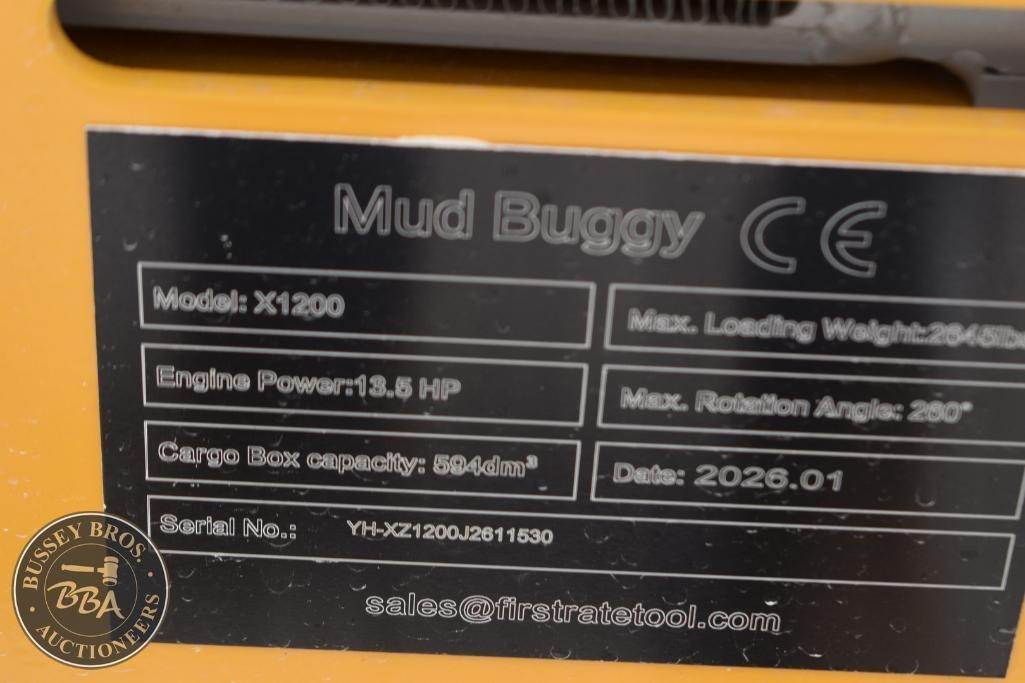 Mud Buggy CE
Model: X1200
Max. Loading Weight:2645lbs
Engine Power:13.5 HP
Max. Rotation Angle: 260°
Cargo Box capacity: 594dm³
Date: 2026.01
Serial No.: YH-XZ1200J2611530
sales@firstratetool.com
BUSSEY BROS.
BBA
AUCTIONEERS